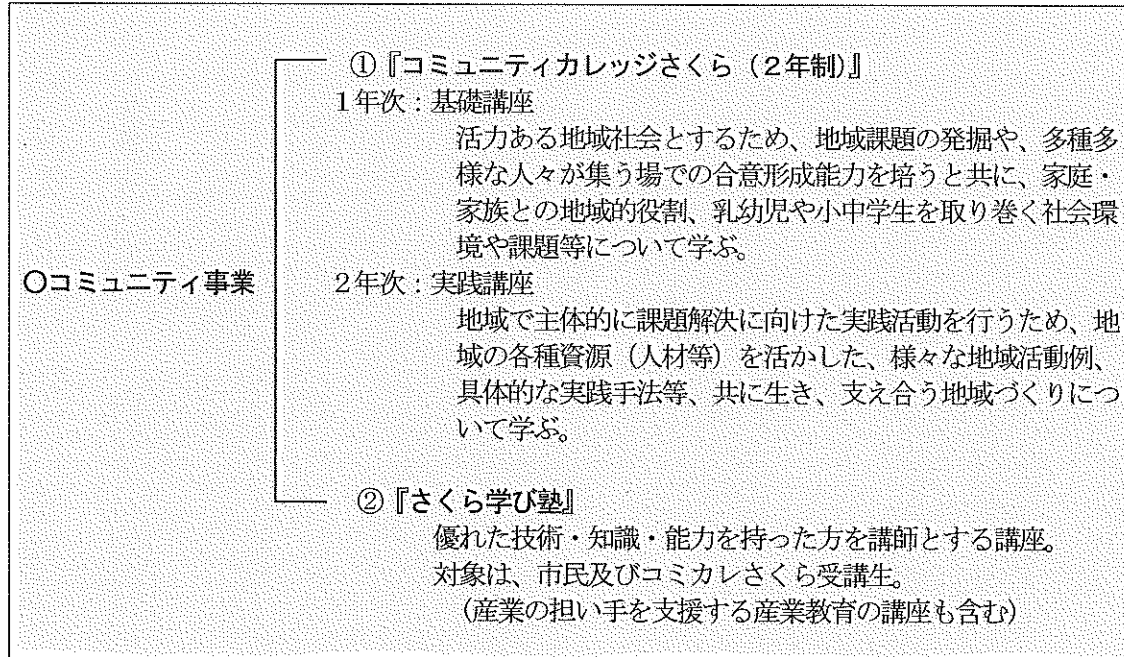 ①『コミュニティカレッジさくら（２年制）』
１年次：基礎講座
活力ある地域社会とするため、地域課題の発掘や、多種多
様な人々が集う場での合意形成能力を培うと共に、家庭・
家族との地域的役割、乳幼児や小中学生を取り巻く社会環
境や課題等について学ぶ。
〇コミュニティ事業
２年次：実践講座
地域で主体的に課題解決に向けた実践活動を行うため、地
域の各種資源（人材等）を活かした、様々な地域活動例、
具体的な実践手法等、共に生き、支え合う地域づくりにつ
いて学ぶ。
②『さくら学び塾』
優れた技術・知識・能力を持った方を講師とする講座。
対象は、市民及びコミカレさくら受講生。
（産業の担い手を支援する産業教育の講座も含む）